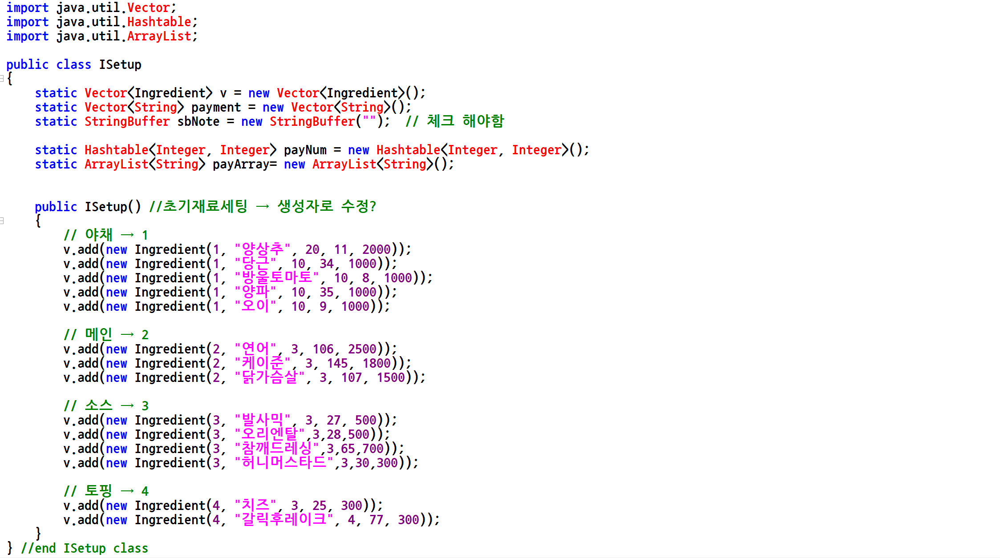 import java.util.Vector;
import java.util.Hashtable;
import java.util.ArrayList;
public class ISetup
{
static Vector<Ingredient> v = new Vector<Ingredient>();
static Vector<String> payment = new Vector<String>();
static StringBuffer sbNote = new StringBuffer("");  // 체크 해야함
static Hashtable<Integer, Integer> payNum = new Hashtable<Integer, Integer>();
static ArrayList<String> payArray= new ArrayList<String>();
public ISetup() //초기재료세팅 → 생성자로 수정?
{
// 야채 → 1
v.add(new Ingredient(1, "양상추", 20, 11, 2000));
v.add(new Ingredient(1, "당근", 10, 34, 1000));
v.add(new Ingredient(1, "방울토마토", 10, 8, 1000));
v.add(new Ingredient(1, "양파", 10, 35, 1000));
v.add(new Ingredient(1, "오이", 10, 9, 1000));
// 메인 → 2
v.add(new Ingredient(2, "연어", 3, 106, 2500));
v.add(new Ingredient(2, "케이준", 3, 145, 1800));
v.add(new Ingredient(2, "닭가슴살", 3, 107, 1500));
// 소스 → 3
v.add(new Ingredient(3, "발사믹", 3, 27, 500));
v.add(new Ingredient(3, "오리엔탈",3,28,500));
v.add(new Ingredient(3, "참깨드레싱",3,65,700));
v.add(new Ingredient(3, "허니머스타드",3,30,300));
// 토핑 → 4
v.add(new Ingredient(4, "치즈", 3, 25, 300));
v.add(new Ingredient(4, "갈릭후레이크", 4, 77, 300));
}
} //end ISetup class